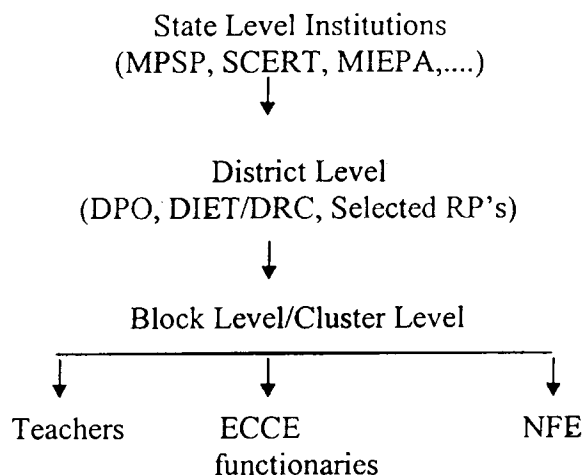 State Level Institutions
(MPSP, SCERT, MIEPA,....)
District Level
(DPO, DIET/DRC, Selected RP's)
Block Level/Cluster Level
Teachers ECCE NFE
functionaries